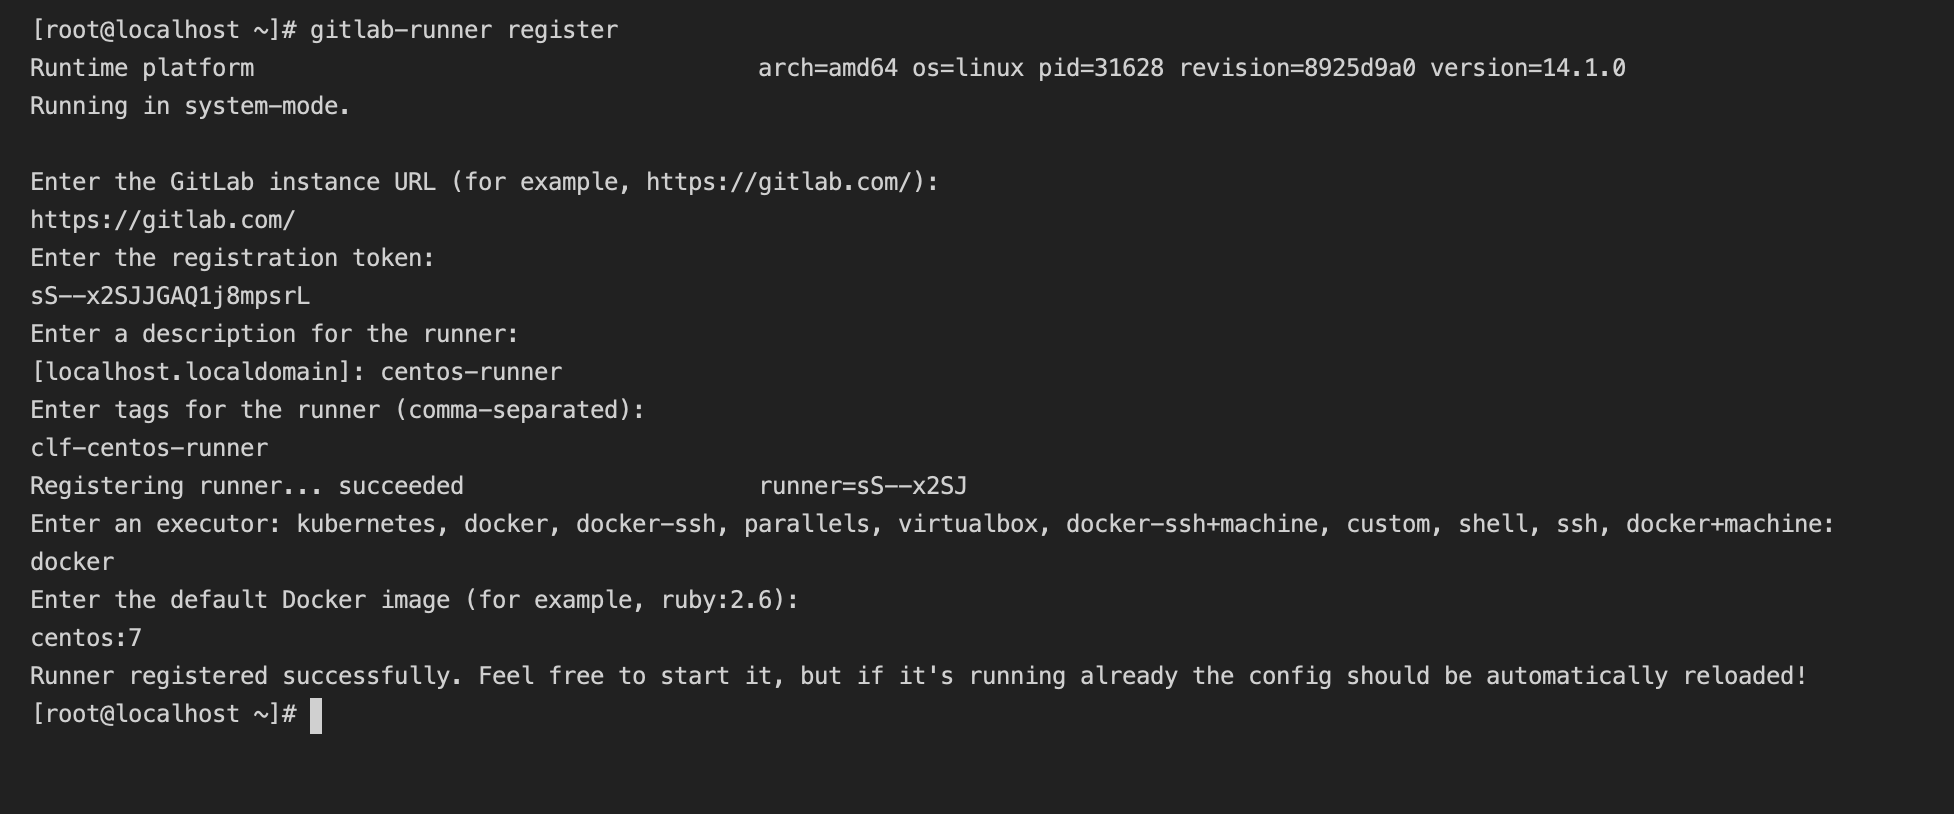 [root@localhost ~]# gitlab-runner register
Runtime platform                                    arch=amd64 os=linux pid=31628 revision=8925d9a0 version=14.1.0
Running in system-mode.

Enter the GitLab instance URL (for example, https://gitlab.com/):
https://gitlab.com/
Enter the registration token:
sS--x2SJJGAQ1j8mpsrL
Enter a description for the runner:
[localhost.localdomain]: centos-runner
Enter tags for the runner (comma-separated):
clf-centos-runner
Registering runner... succeeded                     runner=sS--x2SJ
Enter an executor: kubernetes, docker, docker-ssh, parallels, virtualbox, docker-ssh+machine, custom, shell, ssh, docker+machine:
docker
Enter the default Docker image (for example, ruby:2.6):
centos:7
Runner registered successfully. Feel free to start it, but if it's running already the config should be automatically reloaded!
[root@localhost ~]#